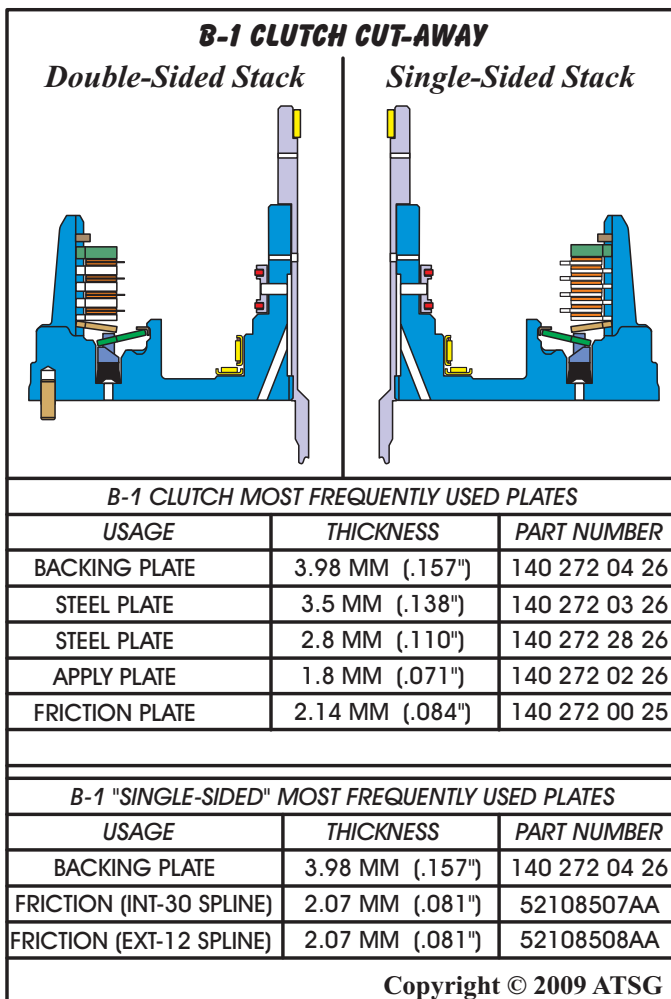 B-1 CLUTCH CUT-AWAY
Double-Sided Stack
Single-Sided Stack
B-1 CLUTCH MOST FREQUENTLY USED PLATES
USAGE THICKNESS PART NUMBER
BACKING PLATE 3.98 MM (.157") 140 272 04 26
STEEL PLATE 3.5 MM (.138") 140 272 03 26
STEEL PLATE 2.8 MM (.110") 140 272 28 26
APPLY PLATE 1.8 MM (.071") 140 272 02 26
FRICTION PLATE 2.14 MM (.084") 140 272 00 25
B-1 "SINGLE-SIDED" MOST FREQUENTLY USED PLATES
USAGE THICKNESS PART NUMBER
BACKING PLATE 3.98 MM (.157") 140 272 04 26
FRICTION (INT-30 SPLINE) 2.07 MM (.081") 52108507AA
FRICTION (EXT-12 SPLINE) 2.07 MM (.081") 52108508AA
Copyright © 2009 ATSG